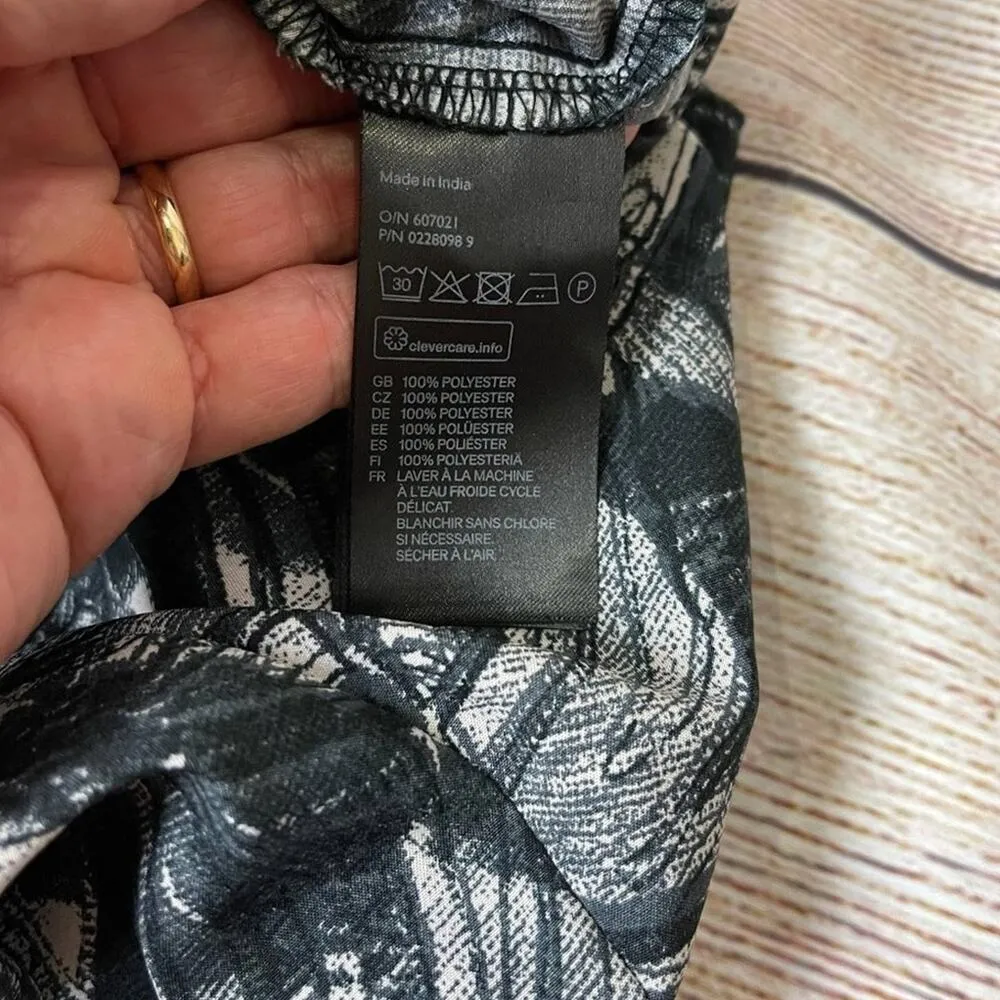 Made in India
O/N 607021
P/N 0228098 9
30
P
clevercare.info
GB 100% POLYESTER
CZ 100% POLYESTER
DE 100% POLYESTER
EE 100% POLÜESTER
ES 100% POLIÉSTER
FI 100% POLYESTERIÄ
FR LAVER À LA MACHINE
À L'EAU FROIDE CYCLE
DÉLICAT.
BLANCHIR SANS CHLORE
SI NÉCESSAIRE.
SÉCHER À L'AIR,